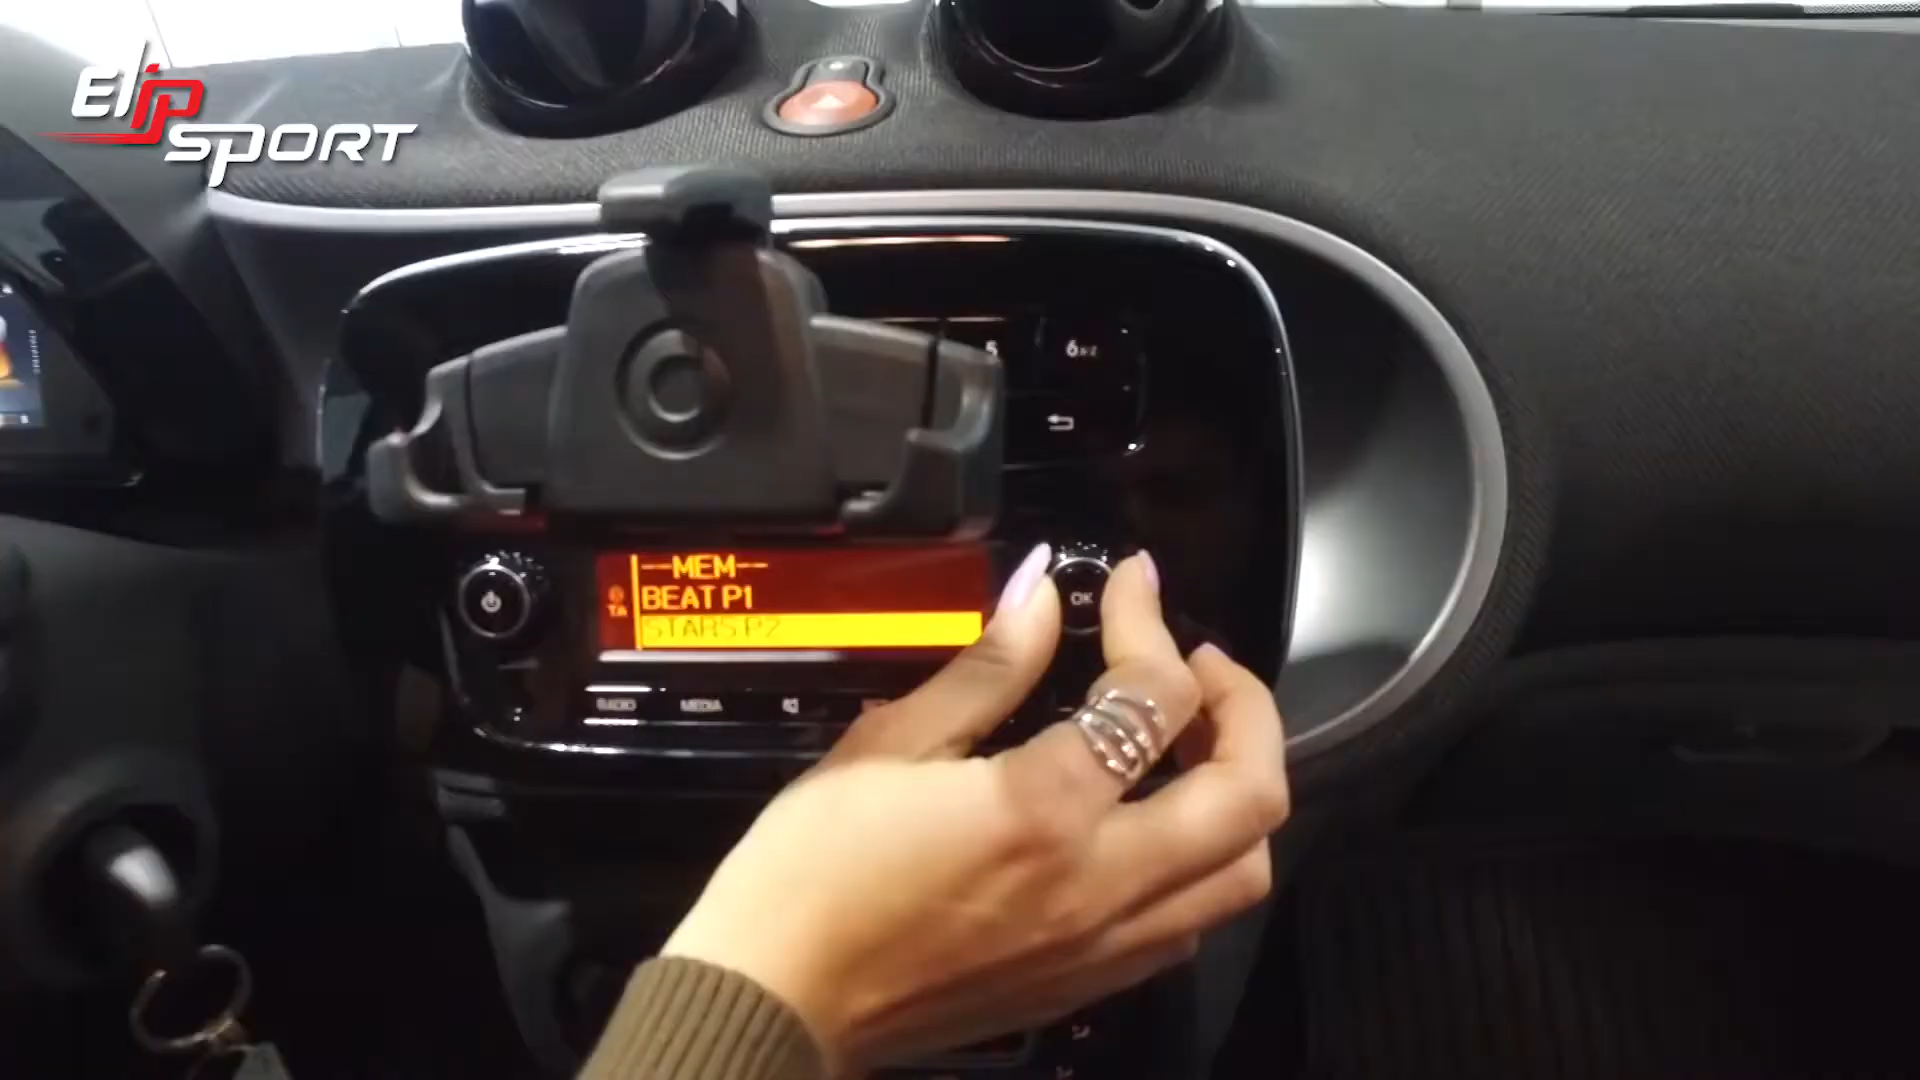 Elip
SPORT
5
6
--MEM--
BEAT P1
TA
STARS P2
OK
RADIO
MEDIA